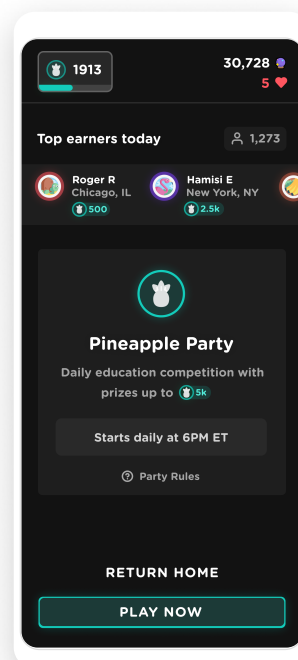 1913
30,728
5
Top earners today
1,273
Roger R
Chicago, IL
500
Hamisi E
New York, NY
2.5k
Pineapple Party
Daily education competition with
prizes up to 5k
Starts daily at 6PM ET
Party Rules
RETURN HOME
PLAY NOW